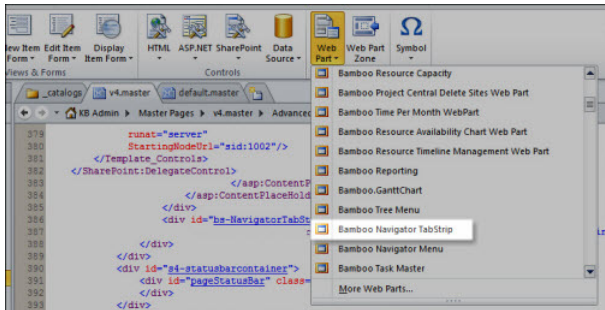 New Item Edit Item Display HTML ASP.NET SharePoint Data Web Web Part Symbol
Form Form Item Form Source Part Zone
Views & Forms Controls
_catalogs v4.master default.master
KB Admin Master Pages v4.master Advanced
Bamboo Resource Capacity
Bamboo Project Central Delete Sites Web Part
Bamboo Time Per Month WebPart
Bamboo Resource Availability Chart Web Part
Bamboo Resource Timeline Management Web Part
Bamboo Reporting
Bamboo.GanttChart
Bamboo Tree Menu
Bamboo Navigator TabStrip
Bamboo Navigator Menu
Bamboo Task Master
More Web Parts...
379 runat="server"
380 StartingNodeUrl="sid:1002"/>
381 </Template_Controls>
382 </SharePoint:DelegateControl>
383 </asp:ContentP
384 </asp:ContentPlaceHold
385 </div>
386 <div id="bs-NavigatorTabSt
387
388 </div>
389 </div>
390 <div id="s4-statusbarcontainer">
391 <div id="pageStatusBar" class=
392 </div>
393 </div>